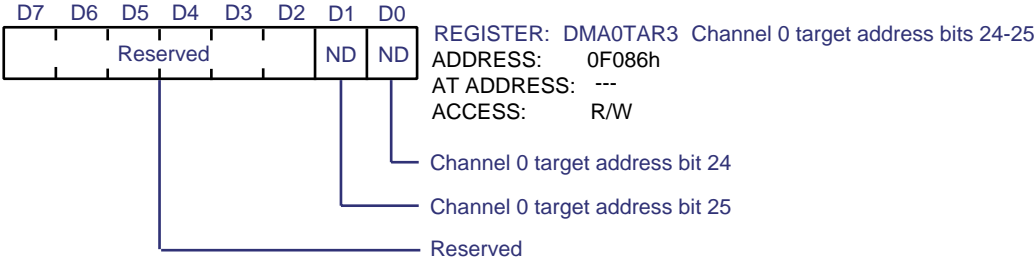 D7 D6 D5 D4 D3 D2 D1 D0
Reserved ND ND
REGISTER: DMA0TAR3 Channel 0 target address bits 24-25
ADDRESS: 0F086h
AT ADDRESS: ---
ACCESS: R/W
Channel 0 target address bit 24
Channel 0 target address bit 25
Reserved